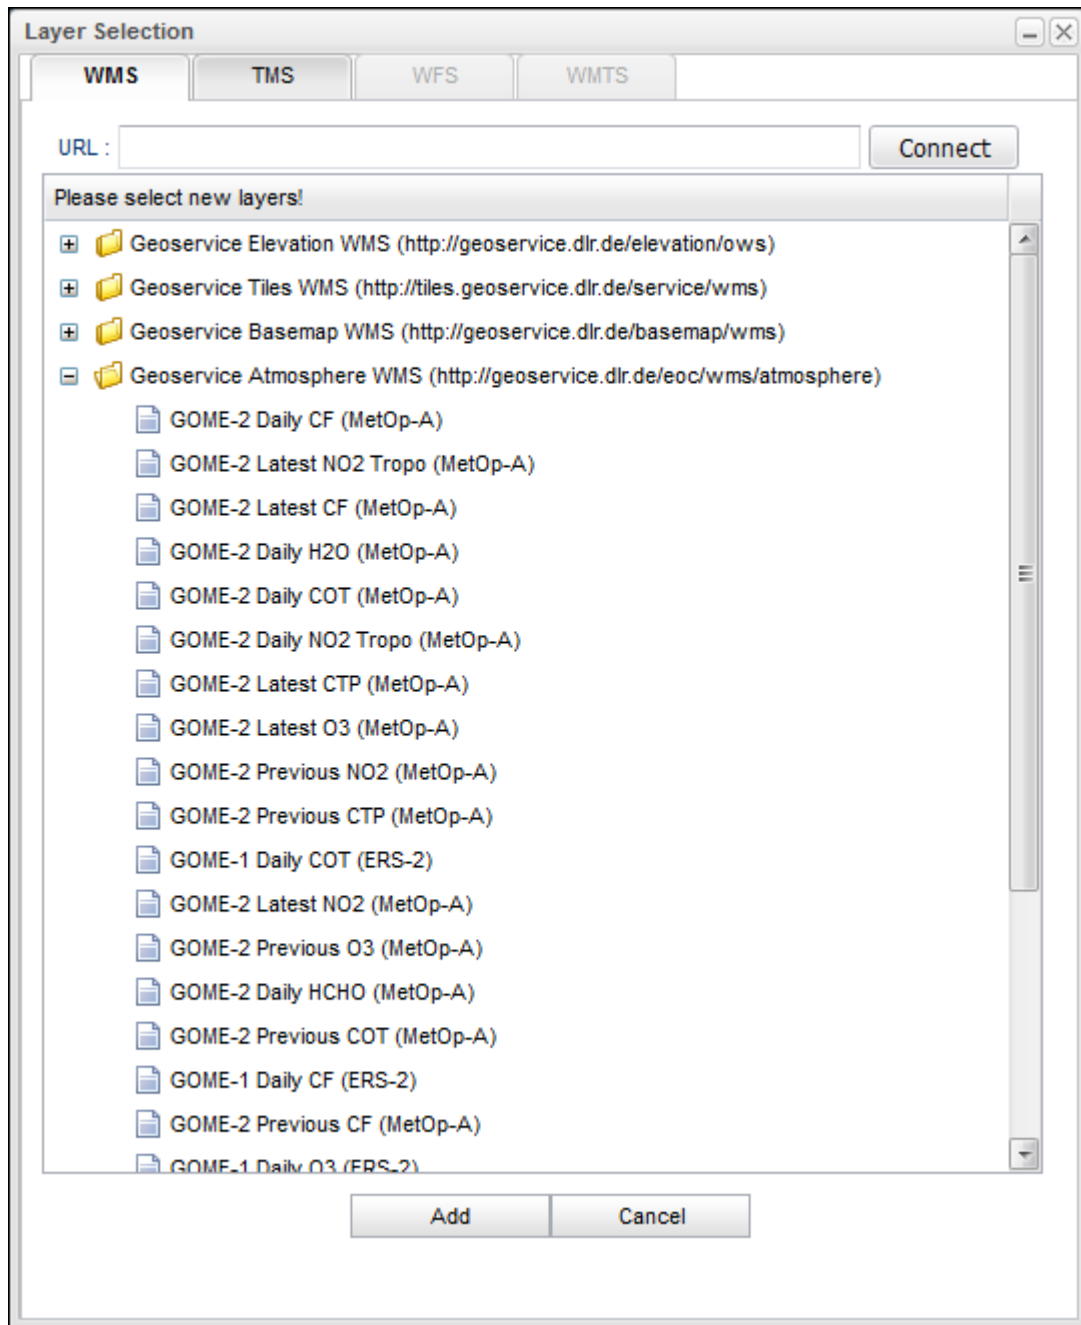 Layer Selection
WMS TMS WFS WMTS
URL : Connect
Please select new layers!
Geoservice Elevation WMS (http://geoservice.dlr.de/elevation/ows)
Geoservice Tiles WMS (http://tiles.geoservice.dlr.de/service/wms)
Geoservice Basemap WMS (http://geoservice.dlr.de/basemap/wms)
Geoservice Atmosphere WMS (http://geoservice.dlr.de/eoc/wms/atmosphere)
GOME-2 Daily CF (MetOp-A)
GOME-2 Latest NO2 Tropo (MetOp-A)
GOME-2 Latest CF (MetOp-A)
GOME-2 Daily H2O (MetOp-A)
GOME-2 Daily COT (MetOp-A)
GOME-2 Daily NO2 Tropo (MetOp-A)
GOME-2 Latest CTP (MetOp-A)
GOME-2 Latest O3 (MetOp-A)
GOME-2 Previous NO2 (MetOp-A)
GOME-2 Previous CTP (MetOp-A)
GOME-1 Daily COT (ERS-2)
GOME-2 Latest NO2 (MetOp-A)
GOME-2 Previous O3 (MetOp-A)
GOME-2 Daily HCHO (MetOp-A)
GOME-2 Previous COT (MetOp-A)
GOME-1 Daily CF (ERS-2)
GOME-2 Previous CF (MetOp-A)
GOME-1 Daily O3 (ERS-2)
Add Cancel